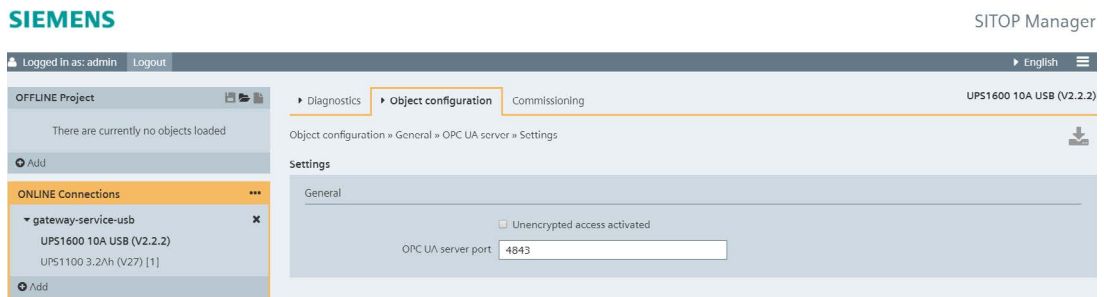 SIEMENS
SITOP Manager
Logged in as: admin Logout
English
OFFLINE Project
There are currently no objects loaded
Add
ONLINE Connections
gateway-service-usb
UPS1600 10A USB (V2.2.2)
UPS1100 3.2Ah (V27) [1]
Add
Diagnostics Object configuration Commissioning
UPS1600 10A USB (V2.2.2)
Object configuration » General » OPC UA server » Settings
Settings
General
Unencrypted access activated
OPC UA server port 4843